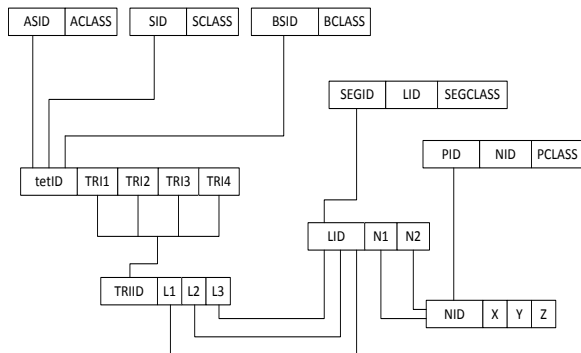 ASID ACLASS SID SCLASS BSID BCLASS
SEGID LID SEGCLASS
PID NID PCLASS
tetID TRI1 TRI2 TRI3 TRI4
LID N1 N2
TRIID L1 L2 L3
NID X Y Z